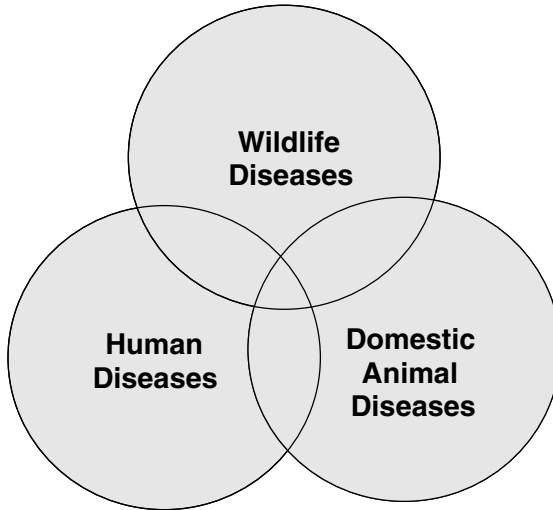 Wildlife
Diseases
Human
Diseases
Domestic
Animal
Diseases